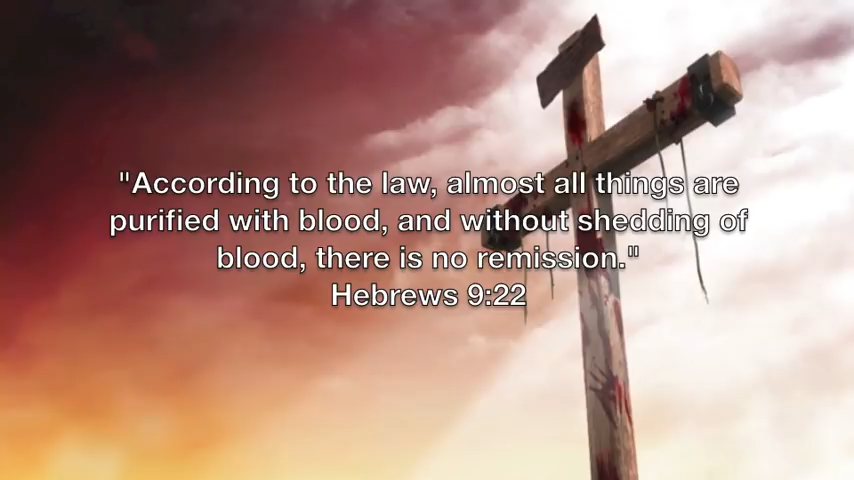 "According to the law, almost all things are
purified with blood, and without shedding of
blood, there is no remission."
Hebrews 9:22